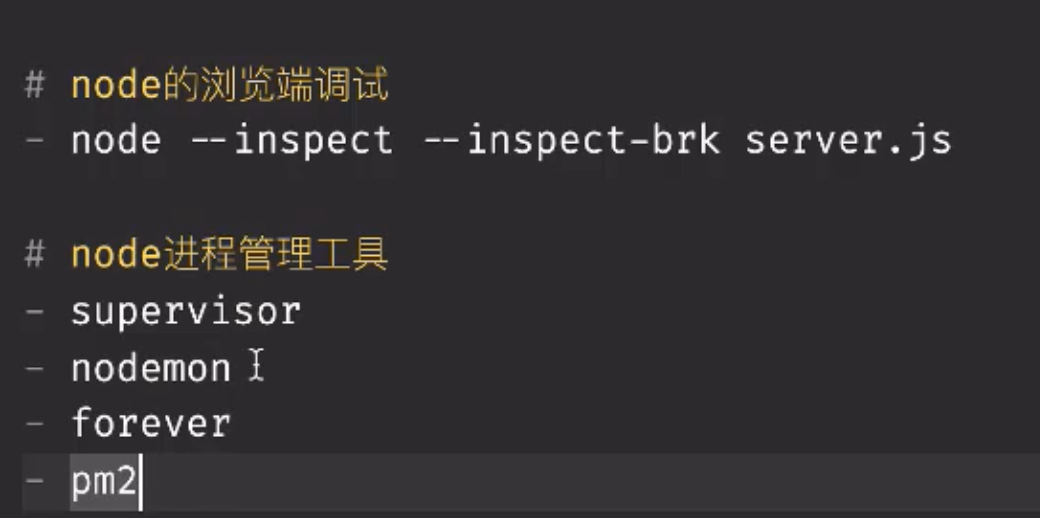 # node的浏览端调试
- node --inspect --inspect-brk server.js
# node进程管理工具
- supervisor
- nodemon
- forever
- pm2